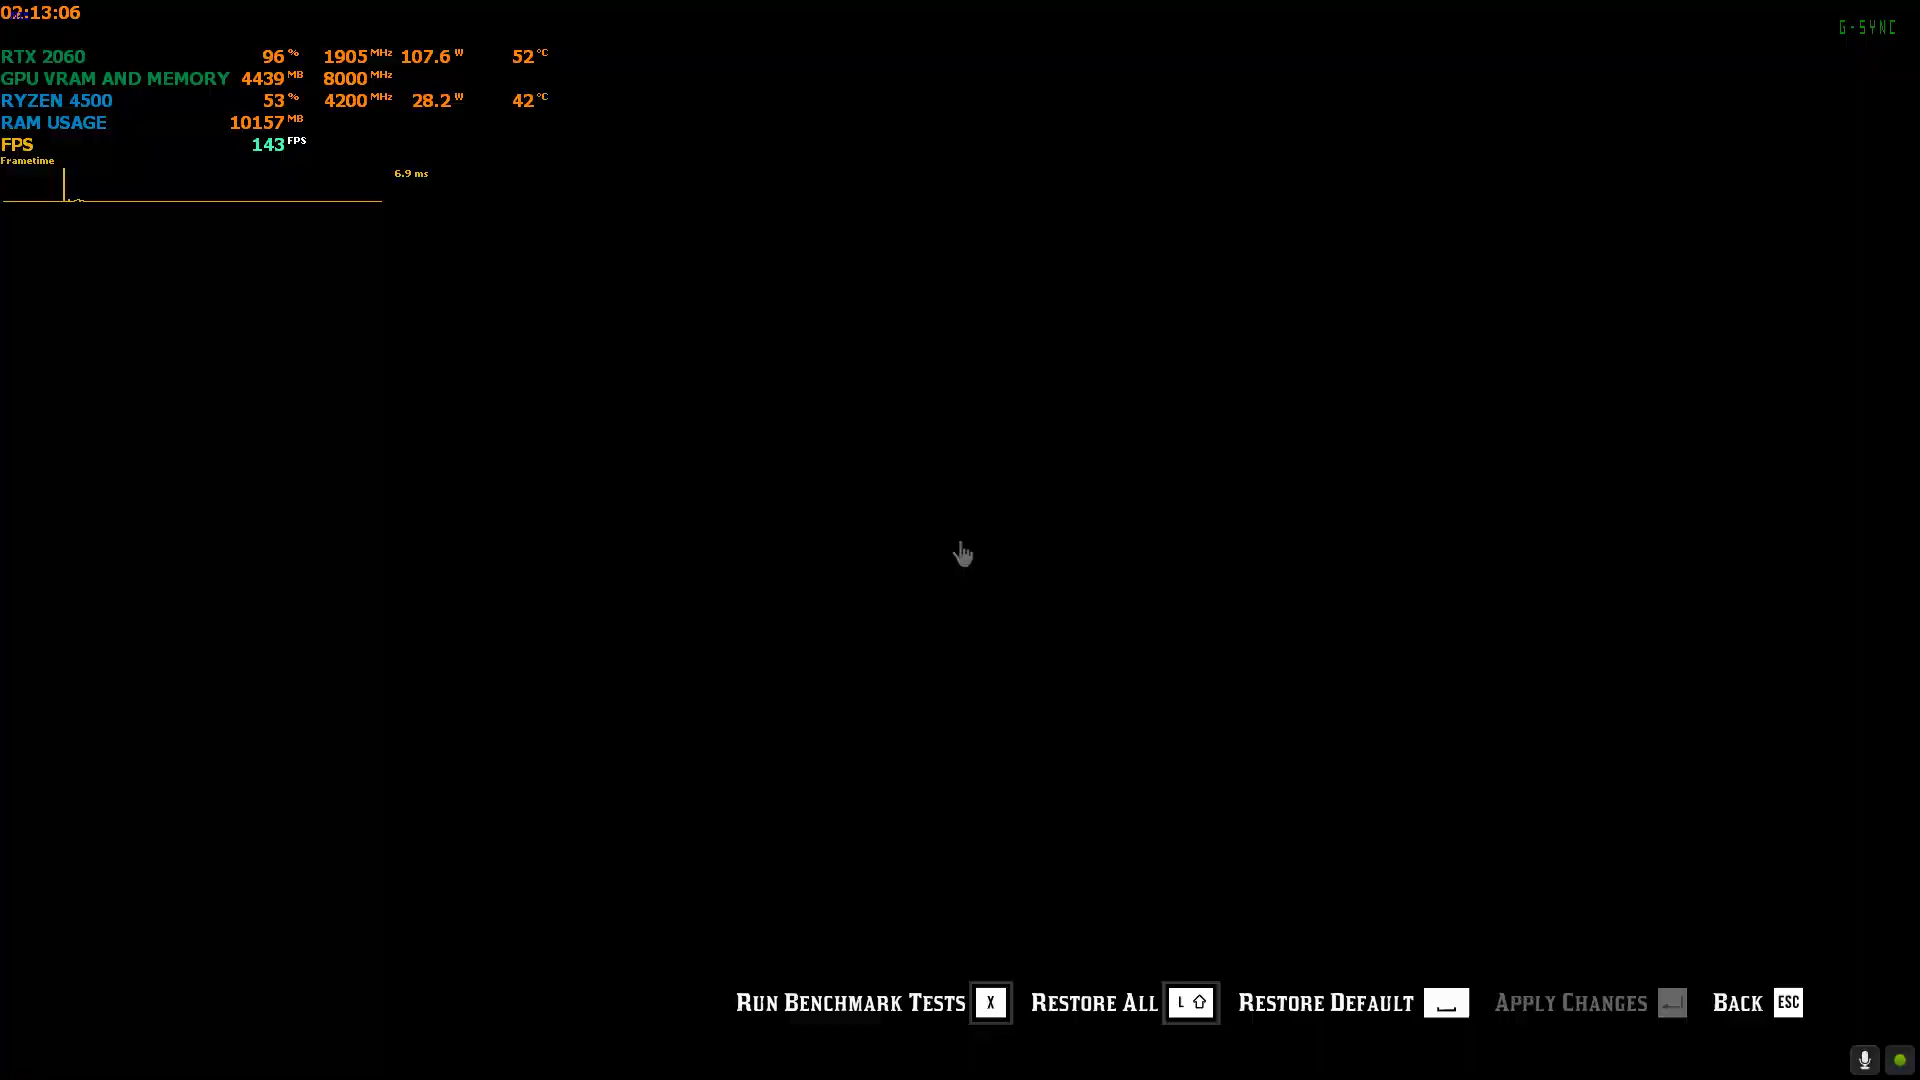 02:13:06
G-SYNC
RTX 2060 96 % 1905 MHz 107.6 W 52 °C
GPU VRAM AND MEMORY 4439 MB 8000 MHz
RYZEN 4500 53 % 4200 MHz 28.2 W 42 °C
RAM USAGE 10157 MB
FPS 143 FPS
Frametime
6.9 ms
RUN BENCHMARK TESTS X RESTORE ALL L RESTORE DEFAULT APPLY CHANGES BACK ESC